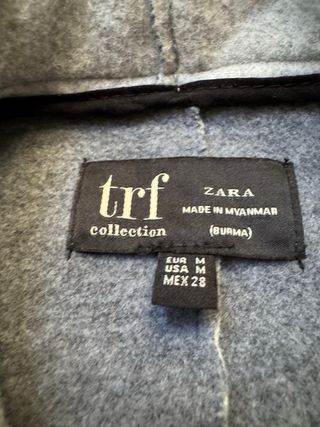 trf
collection
ZARA
MADE IN MYANMAR
(BURMA)
EUR M
USA M
MEX 28